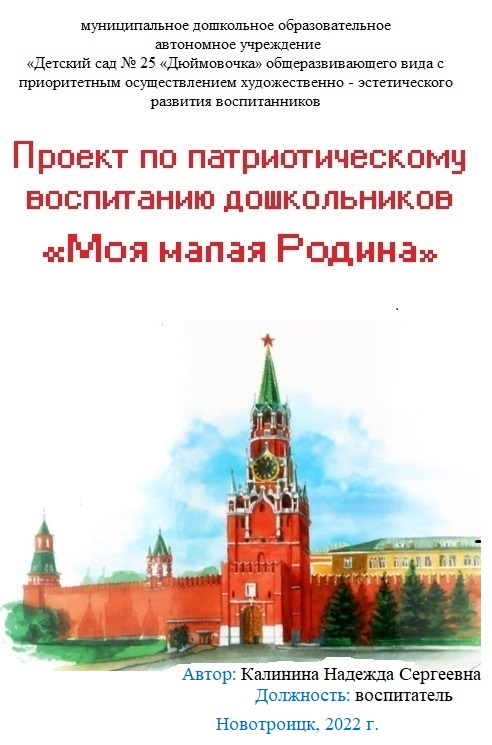 муниципальное дошкольное образовательное
автономное учреждение
«Детский сад № 25 «Дюймовочка» общеразвивающего вида с
приоритетным осуществлением художественно - эстетического
развития воспитанников
Проект по патриотическому
воспитанию дошкольников
«Моя малая Родина»
Автор: Калинина Надежда Сергеевна
Должность: воспитатель
Новотроицк, 2022 г.